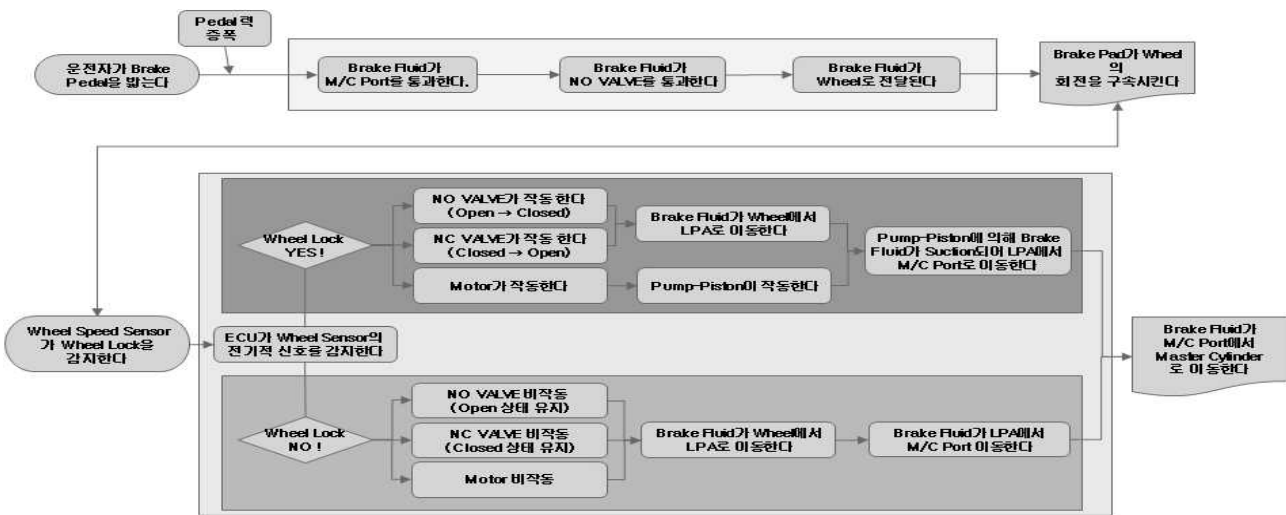 Pedal 력
증폭
운전자가 Brake
Pedal을 밟는다
Brake Fluid가
M/C Port를 통과한다.
Brake Fluid가
NO VALVE를 통과한다
Brake Fluid가
Wheel로 전달된다
Brake Pad가 Wheel
의
회전을 구속시킨다
Wheel Lock
YES !
NO VALVE가 작동 한다
(Open → Closed)
NC VALVE가 작동 한다
(Closed → Open)
Motor가 작동한다
Brake Fluid가 Wheel에서
LPA로 이동한다
Pump-Piston이 작동한다
Pump-Piston에 의해 Brake
Fluid가 Suction되어 LPA에서
M/C Port로 이동한다
Wheel Speed Sensor
가 Wheel Lock을
감지한다
ECU가 Wheel Sensor의
전기적 신호를 감지한다
Brake Fluid가
M/C Port에서
Master Cylinder
로 이동한다
Wheel Lock
NO !
NO VALVE 비작동
(Open 상태 유지)
NC VALVE 비작동
(Closed 상태 유지)
Motor 비작동
Brake Fluid가 Wheel에서
LPA로 이동한다
Brake Fluid가 LPA에서
M/C Port 이동한다